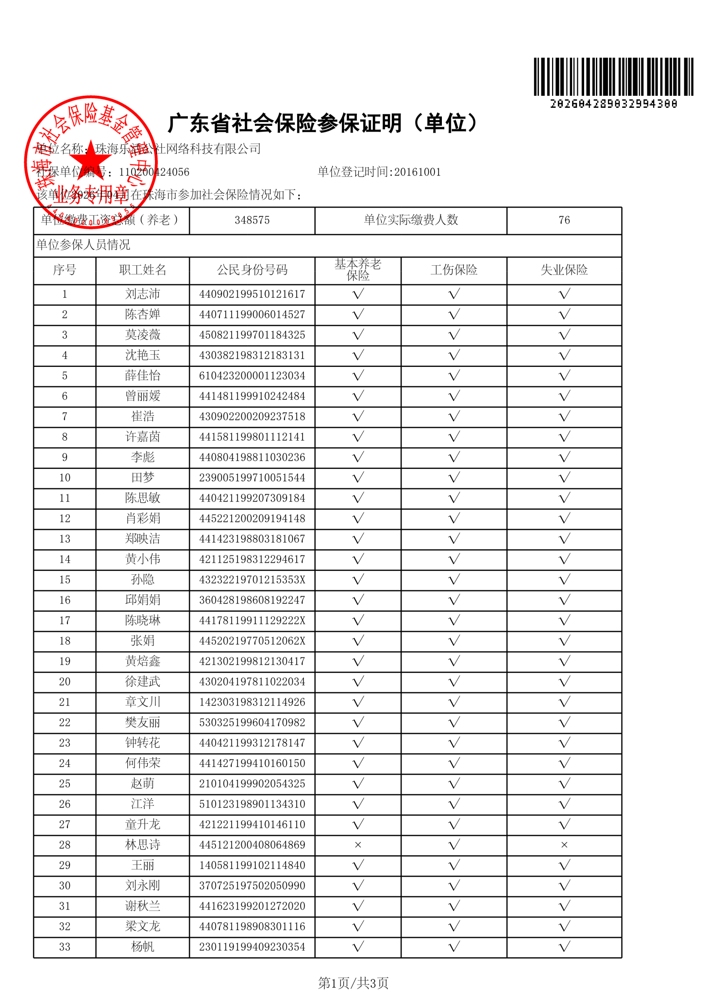 202604289032994300
广东省社会保险参保证明（单位）
珠海市社会保险基金管理中心
业务专用章
单位名称：珠海乐活公社网络科技有限公司
社保单位编号：110200424056 单位登记时间:20161001
该单位2026年04月在珠海市参加社会保险情况如下：
单位缴费工资总额（养老） 348575 单位实际缴费人数 76
单位参保人员情况
序号 职工姓名 公民身份号码 基本养老保险 工伤保险 失业保险
1 刘志沛 440902199510121617 √ √ √
2 陈杏婵 440711199006014527 √ √ √
3 莫凌薇 450821199701184325 √ √ √
4 沈艳玉 430382198312183131 √ √ √
5 薛佳怡 610423200001123034 √ √ √
6 曾丽嫒 441481199910242484 √ √ √
7 崔浩 430902200209237518 √ √ √
8 许嘉茵 441581199801112141 √ √ √
9 李彪 440804198811030236 √ √ √
10 田梦 239005199710051544 √ √ √
11 陈思敏 440421199207309184 √ √ √
12 肖彩娟 445221200209194148 √ √ √
13 郑映洁 441423198803181067 √ √ √
14 黄小伟 421125198312294617 √ √ √
15 孙隐 43232219701215353X √ √ √
16 邱娟娟 360428198608192247 √ √ √
17 陈晓琳 44178119911129222X √ √ √
18 张娟 44520219770512062X √ √ √
19 黄焙鑫 421302199812130417 √ √ √
20 徐建武 430204197811022034 √ √ √
21 章文川 142303198312114926 √ √ √
22 樊友丽 530325199604170982 √ √ √
23 钟转花 440421199312178147 √ √ √
24 何伟荣 441427199410160150 √ √ √
25 赵萌 210104199902054325 √ √ √
26 江洋 510123198901134310 √ √ √
27 童升龙 421221199410146110 √ √ √
28 林思诗 445121200408064869 × √ ×
29 王丽 140581199102114840 √ √ √
30 刘永刚 370725197502050990 √ √ √
31 谢秋兰 441623199201272020 √ √ √
32 梁文龙 440781198908301116 √ √ √
33 杨帆 230119199409230354 √ √ √
第1页/共3页